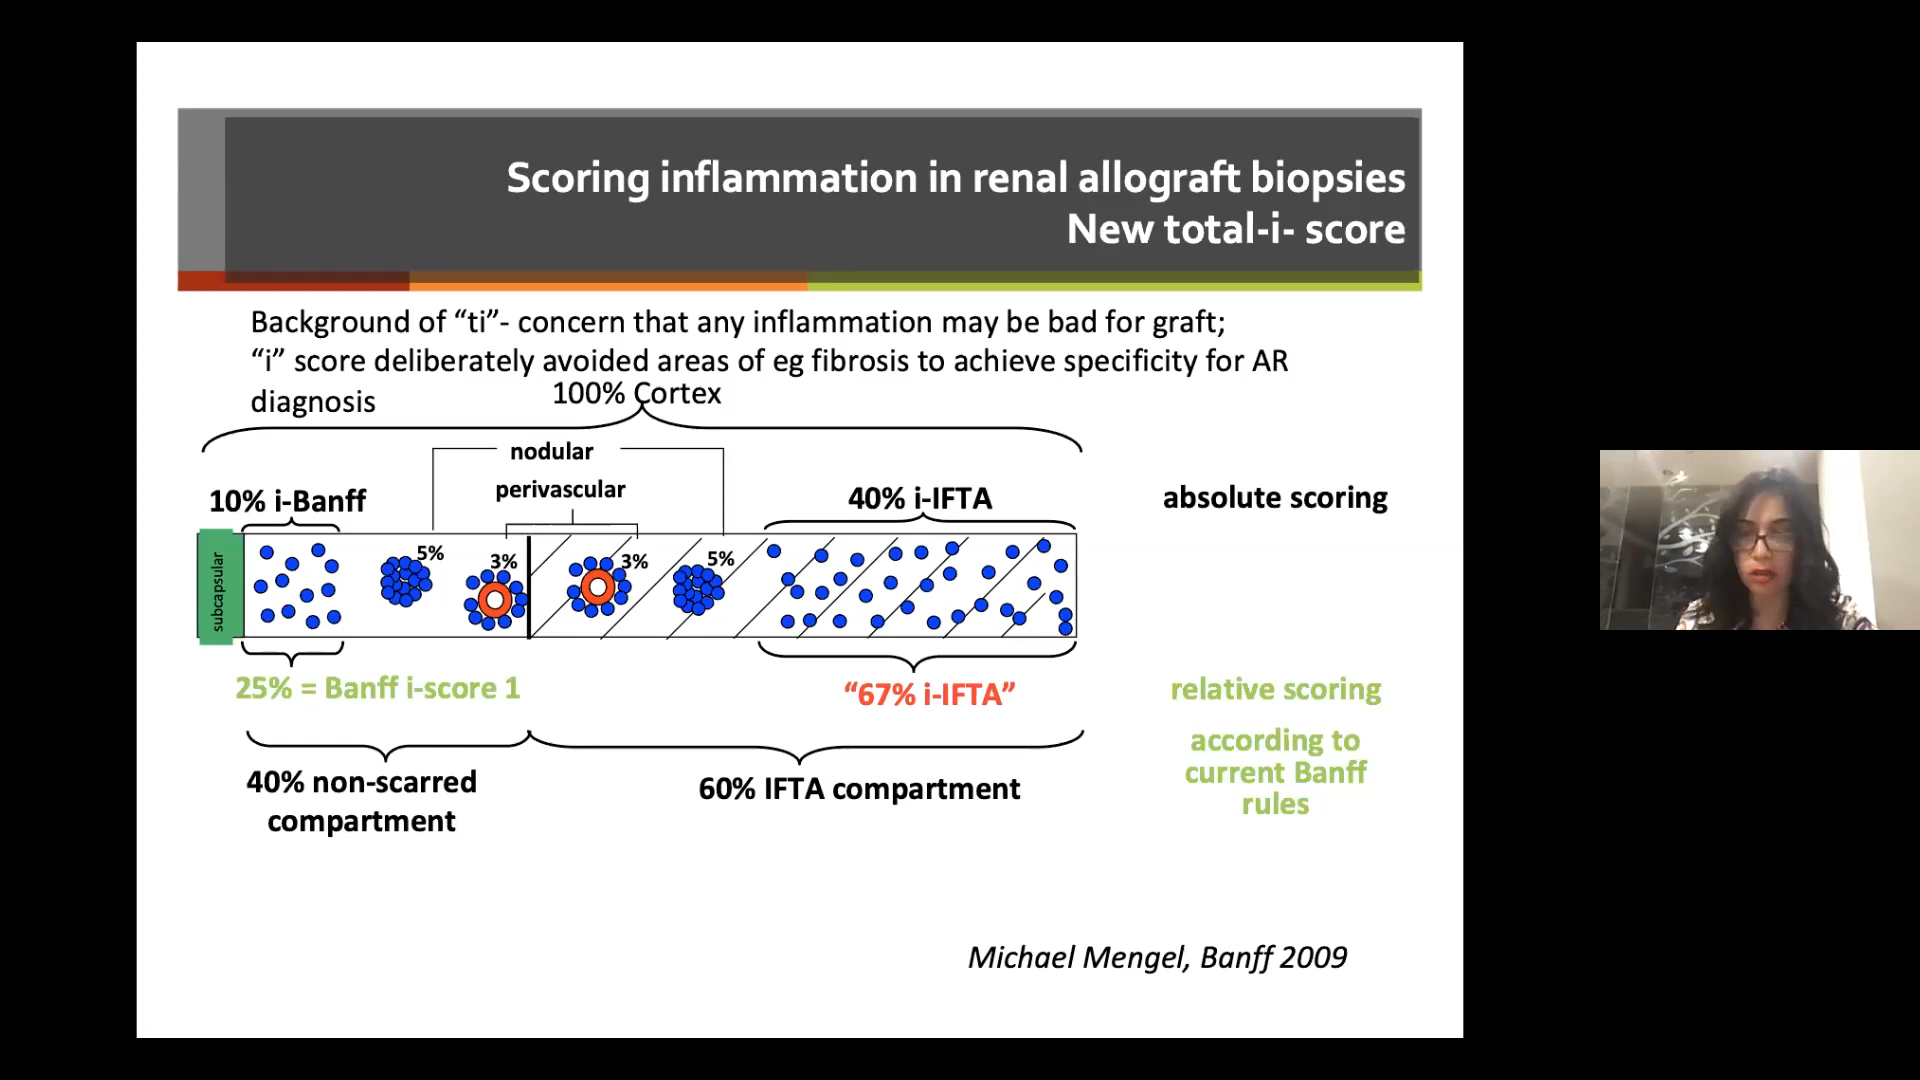 Scoring inflammation in renal allograft biopsies
New total-i- score
Background of “ti”- concern that any inflammation may be bad for graft;
“i” score deliberately avoided areas of eg fibrosis to achieve specificity for AR
diagnosis
100% Cortex
nodular
perivascular
10% i-Banff
40% i-IFTA
absolute scoring
subcapsular
5%
3%
3%
5%
25% = Banff i-score 1
“67% i-IFTA”
relative scoring
according to
current Banff
rules
40% non-scarred
compartment
60% IFTA compartment
Michael Mengel, Banff 2009